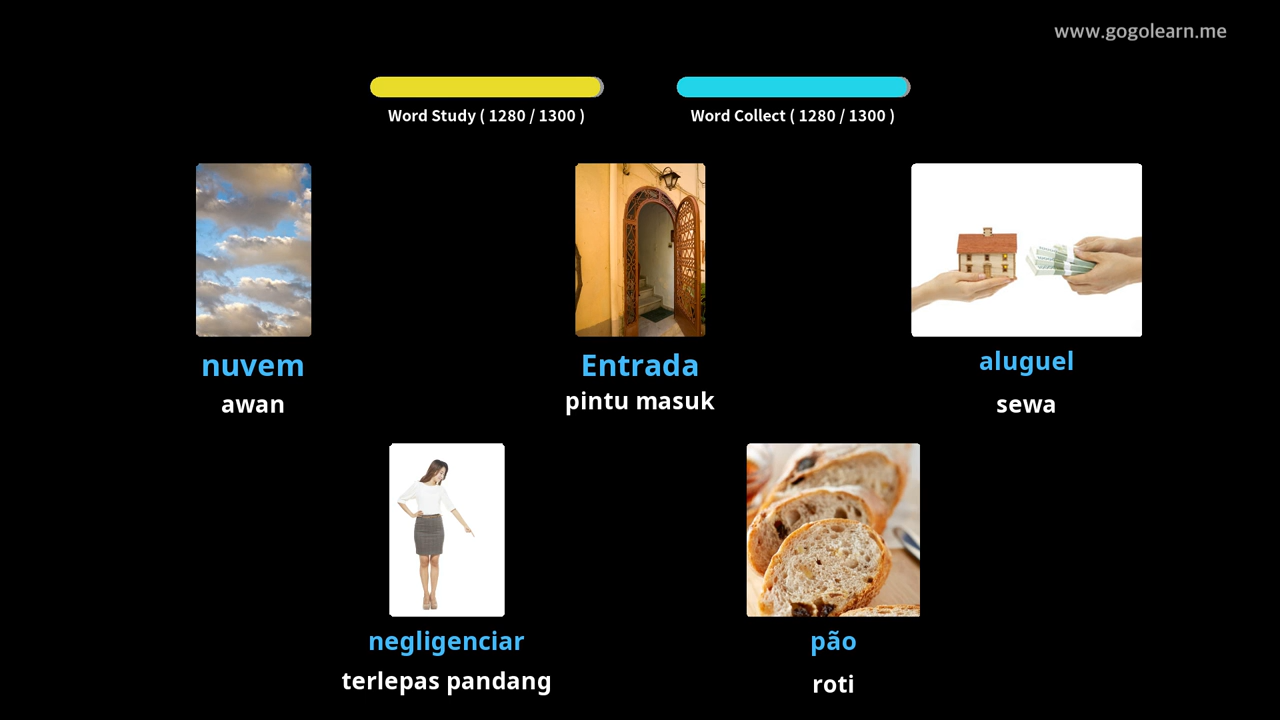 www.gogolearn.me
Word Study ( 1280 / 1300 )
Word Collect ( 1280 / 1300 )
nuvem
awan
Entrada
pintu masuk
aluguel
sewa
negligenciar
terlepas pandang
pão
roti